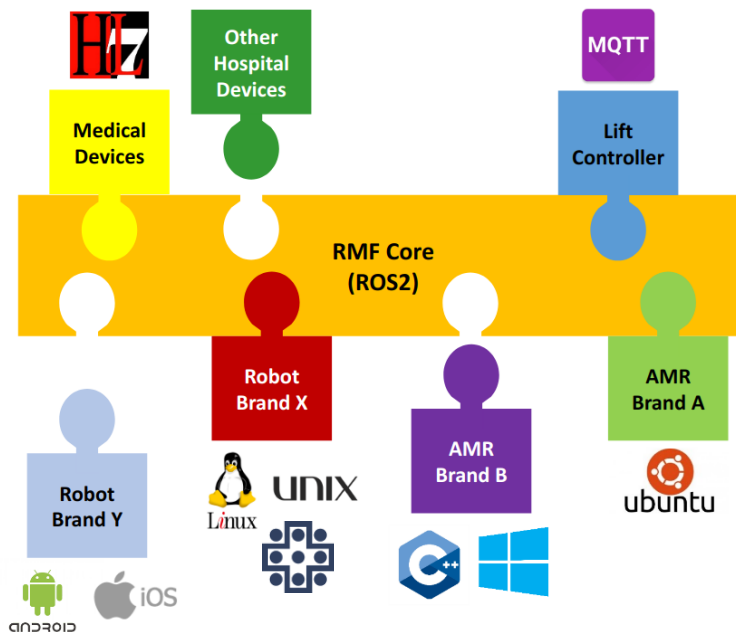 HL7
Other
Hospital
Devices
MQTT
Medical
Devices
Lift
Controller
RMF Core
(ROS2)
Robot
Brand X
AMR
Brand A
AMR
Brand B
Robot
Brand Y
Linux
UNIX
ubuntu
C++
ANDROID
iOS